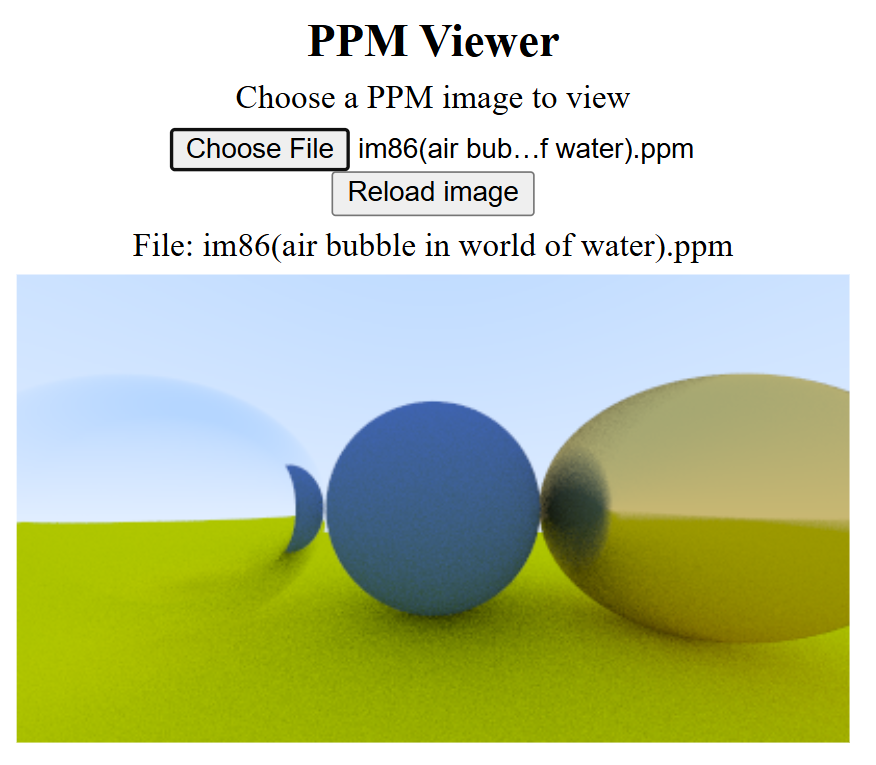 PPM Viewer
Choose a PPM image to view
Choose File im86(air bub…f water).ppm
Reload image
File: im86(air bubble in world of water).ppm